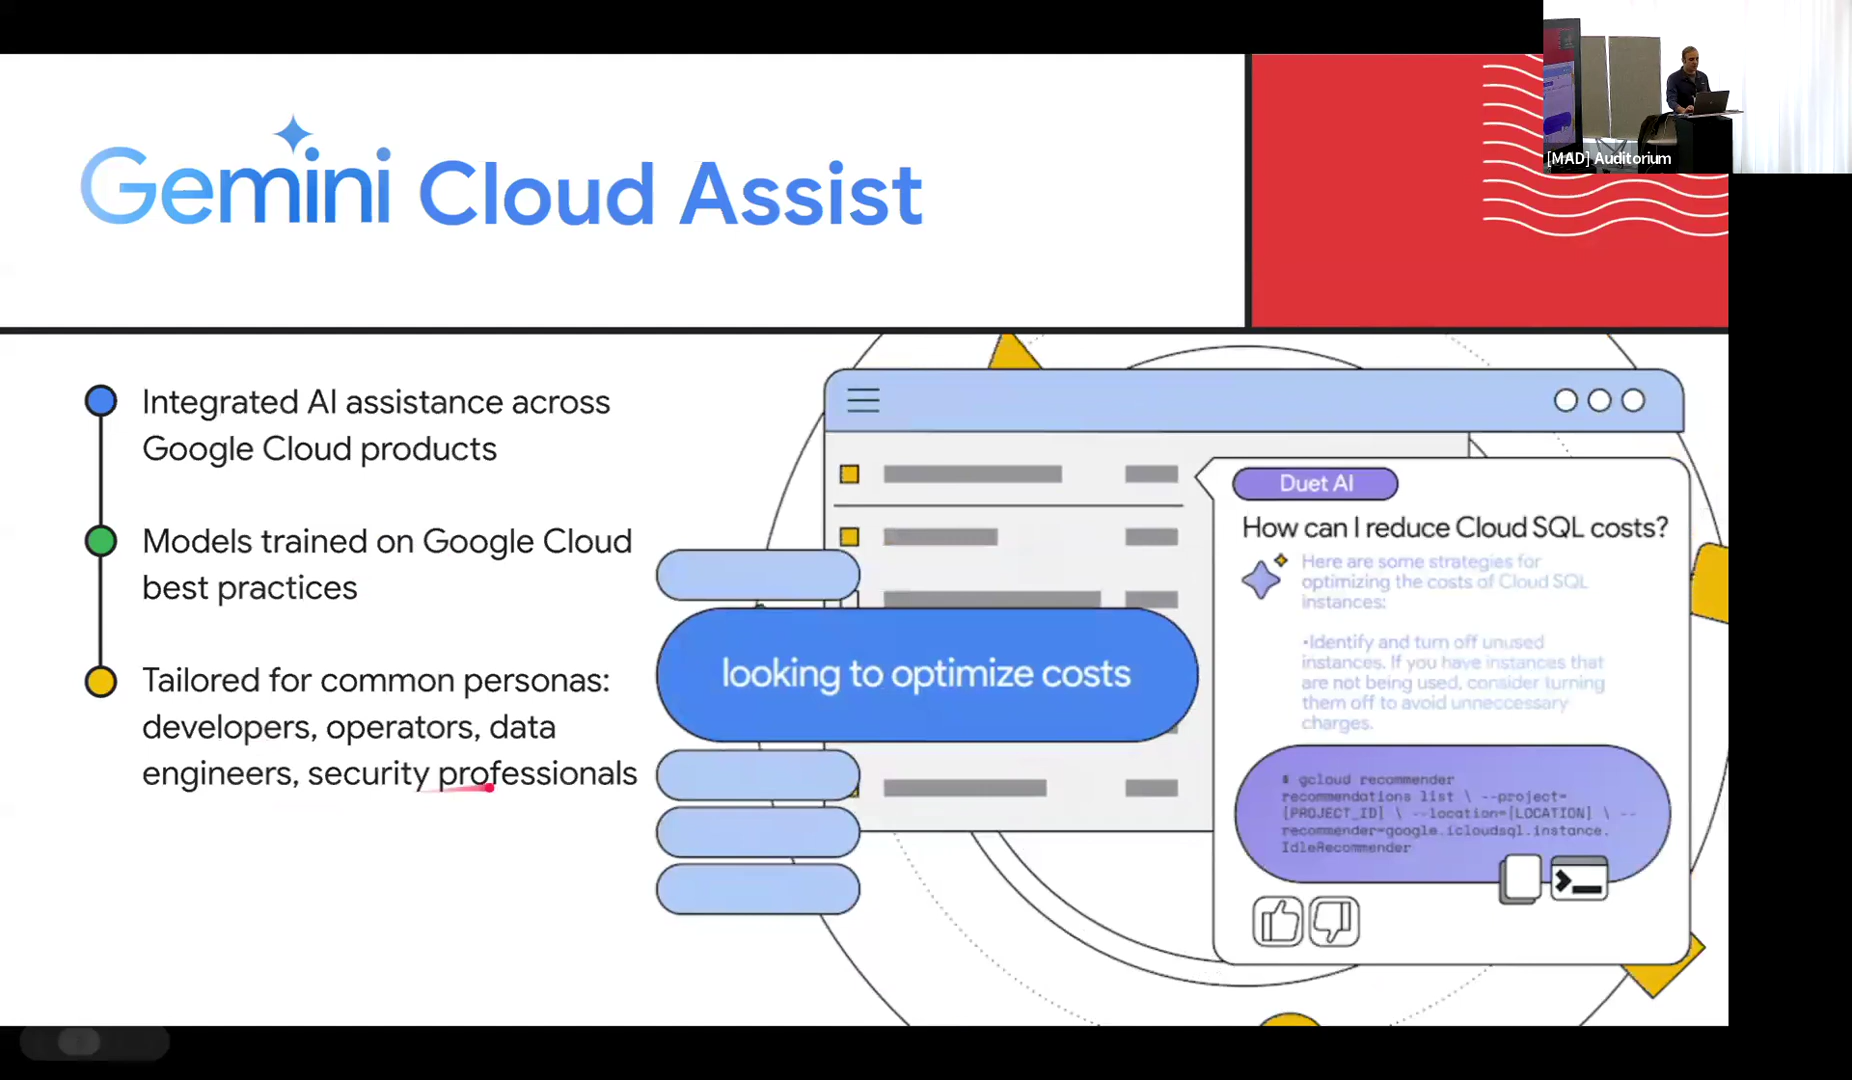 Gemini Cloud Assist
[MAD] Auditorium
Integrated AI assistance across
Google Cloud products
Models trained on Google Cloud
best practices
Tailored for common personas:
developers, operators, data
engineers, security professionals
looking to optimize costs
Duet AI
How can I reduce Cloud SQL costs?
Here are some strategies for
optimizing the costs of Cloud SQL
instances:
•Identify and turn off unused
instances. If you have instances that
are not being used, consider turning
them off to avoid unneccessary
charges.
# gcloud recommender
recommendations list \ --project=
[PROJECT_ID] \ --location=[LOCATION] \ --
recommender=google.icloudsql.instance.
IdleRecommender